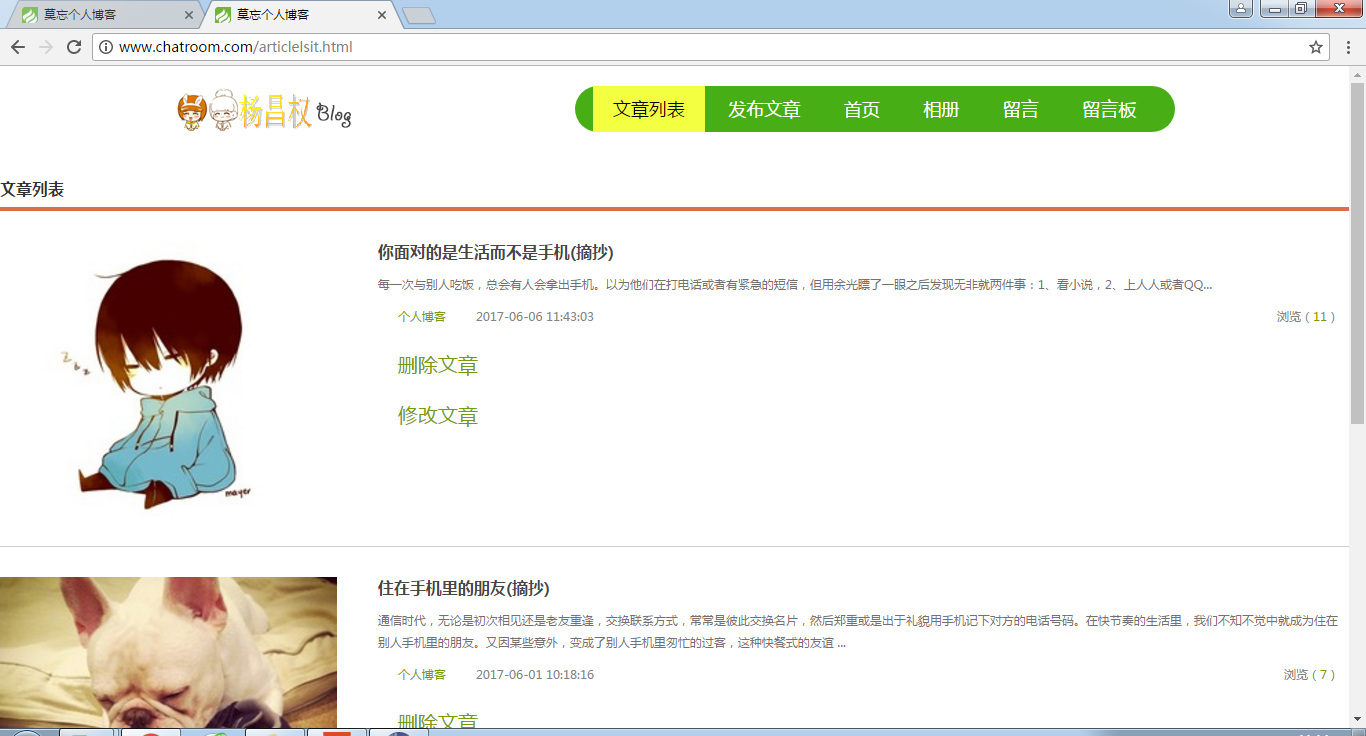 莫忘个人博客
莫忘个人博客
www.chatroom.com/articlelsit.html
杨昌权 Blog
文章列表 发布文章 首页 相册 留言 留言板
文章列表
你面对的是生活而不是手机(摘抄)
每一次与别人吃饭，总会有人会拿出手机。以为他们在打电话或者有紧急的短信，但用余光瞟了一眼之后发现无非就两件事：1、看小说，2、上人人或者QQ...
个人博客 2017-06-06 11:43:03 浏览（11）
删除文章
修改文章
z z z
mayer
住在手机里的朋友(摘抄)
通信时代，无论是初次相见还是老友重逢，交换联系方式，常常是彼此交换名片，然后郑重或是出于礼貌用手机记下对方的电话号码。在快节奏的生活里，我们不知不觉中就成为住在
别人手机里的朋友。又因某些意外，变成了别人手机里匆忙的过客，这种快餐式的友谊 ...
个人博客 2017-06-01 10:18:16 浏览（7）
删除文章